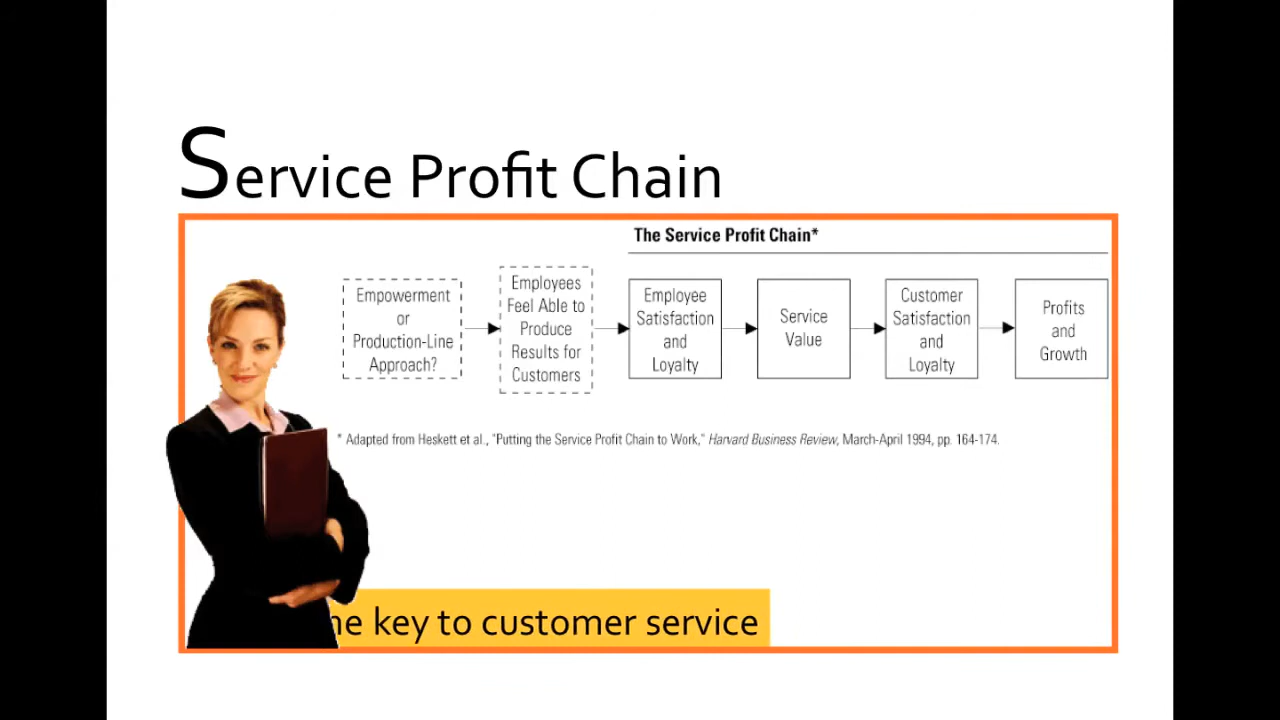 Service Profit Chain
The Service Profit Chain*
Empowerment
or
Production-Line
Approach?
Employees
Feel Able to
Produce
Results for
Customers
Employee
Satisfaction
and
Loyalty
Service
Value
Customer
Satisfaction
and
Loyalty
Profits
and
Growth
* Adapted from Heskett et al., "Putting the Service Profit Chain to Work," Harvard Business Review, March-April 1994, pp. 164-174.
key to customer service